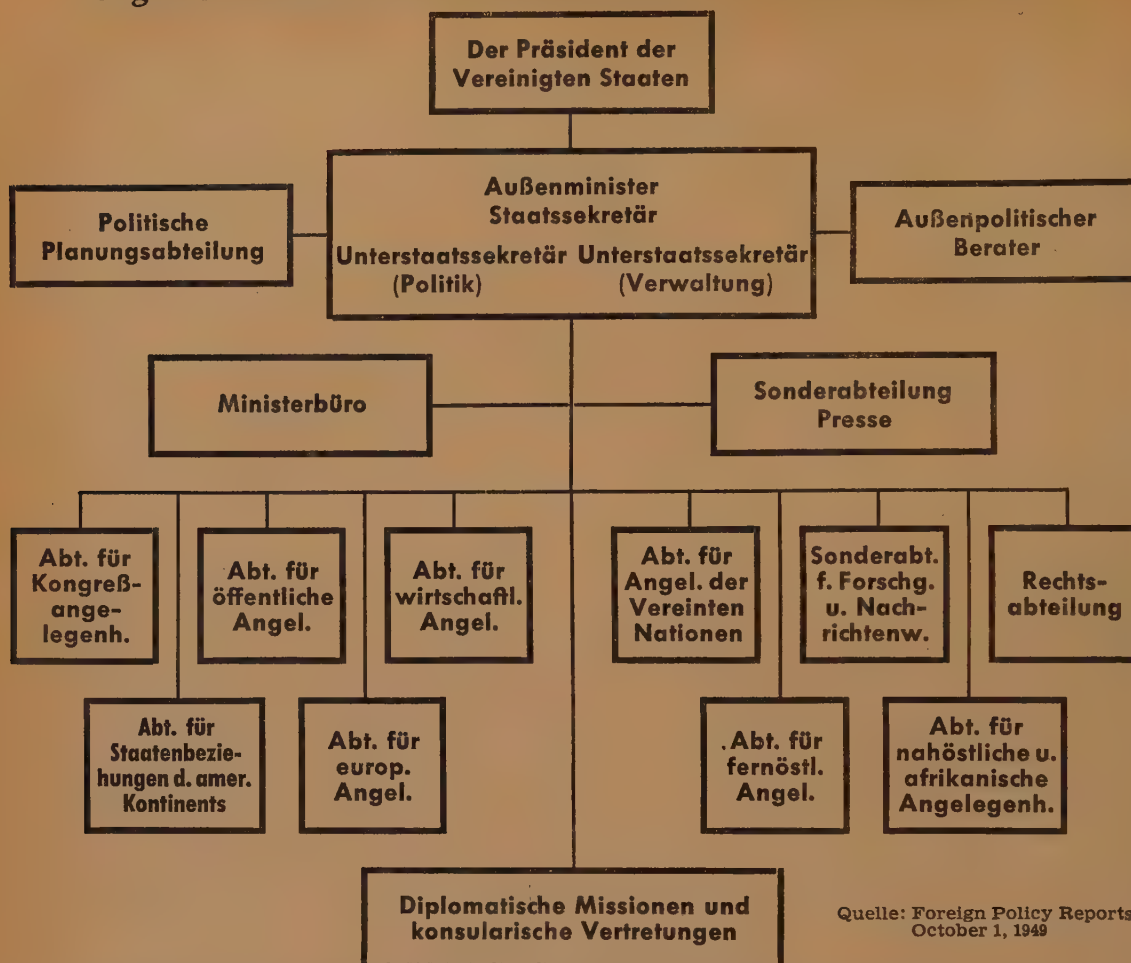 Der Präsident der
Vereinigten Staaten
Politische
Planungsabteilung
Außenminister
Staatssekretär
Unterstaatssekretär Unterstaatssekretär
(Politik) (Verwaltung)
Außenpolitischer
Berater
Ministerbüro
Sonderabteilung
Presse
Abt. für
Kongreß-
ange-
legenh.
Abt. für
öffentliche
Angel.
Abt. für
wirtschaftl.
Angel.
Abt. für
Angel. der
Vereinten
Nationen
Sonderabt.
f. Forschg.
u. Nach-
richtenw.
Rechts-
abteilung
Abt. für
Staatenbezie-
hungen d. amer.
Kontinents
Abt. für
europ.
Angel.
Abt. für
fernöstl.
Angel.
Abt. für
nahöstliche u.
afrikanische
Angelegenh.
Diplomatische Missionen und
konsularische Vertretungen
Quelle: Foreign Policy Reports
October 1, 1949